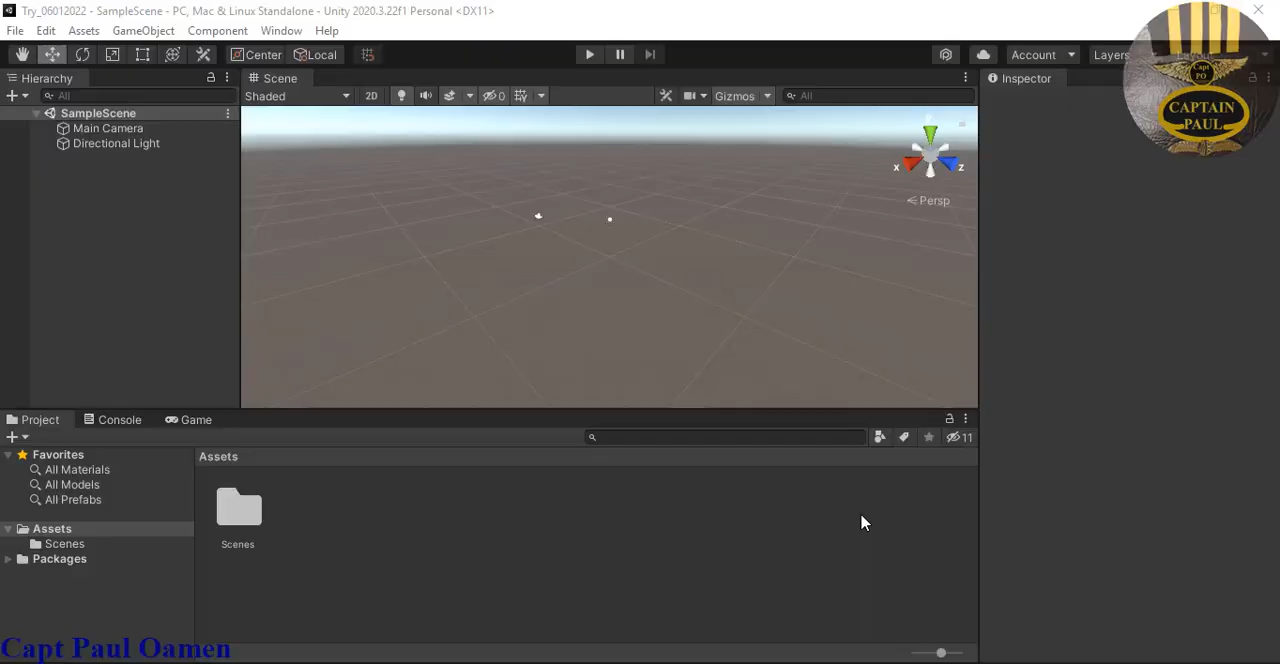 Try_06012022 - SampleScene - PC, Mac & Linux Standalone - Unity 2020.3.22f1 Personal <DX11>
File Edit Assets GameObject Component Window Help
Center Local Account Layers
Capt
PO
CAPTAIN
PAUL
Hierarchy Scene Inspector
All Shaded 2D 0 Gizmos All
SampleScene
Main Camera
Directional Light
y
x z
Persp
Project Console Game
11
Favorites Assets
All Materials
All Models
All Prefabs
Assets
Scenes Scenes
Packages
Capt Paul Oamen